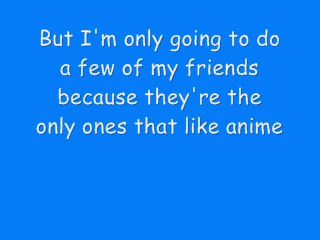 But I'm only going to do
a few of my friends
because they're the
only ones that like anime